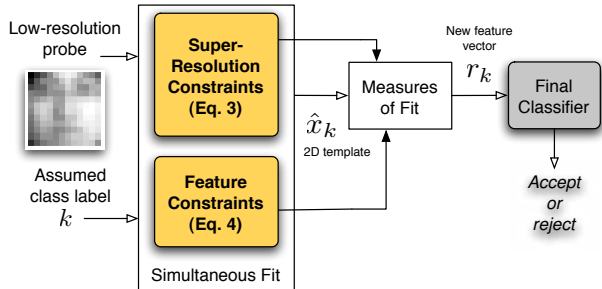 Low-resolution
probe
Assumed
class label
k
Super-
Resolution
Constraints
(Eq. 3)
Feature
Constraints
(Eq. 4)
Simultaneous Fit
x̂_k
2D template
Measures
of Fit
New feature
vector
r_k
Final
Classifier
Accept
or
reject